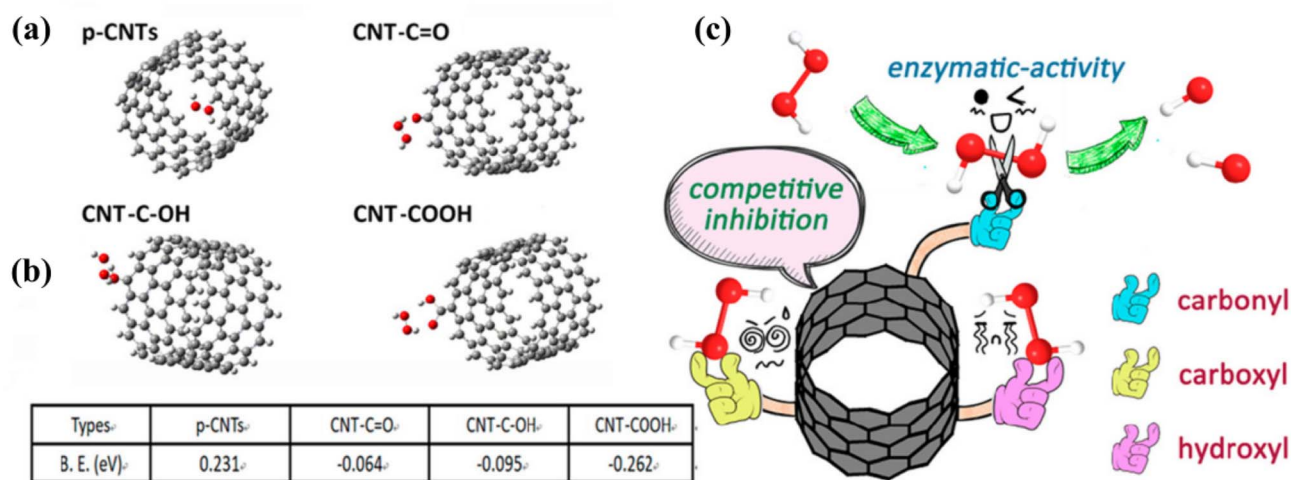 (a)
p-CNTs
CNT-C=O
CNT-C-OH
CNT-COOH
(b)
Types p-CNTs CNT-C=O CNT-C-OH CNT-COOH
B. E. (eV) 0.231 -0.064 -0.095 -0.262
(c)
enzymatic-activity
competitive
inhibition
carbonyl
carboxyl
hydroxyl